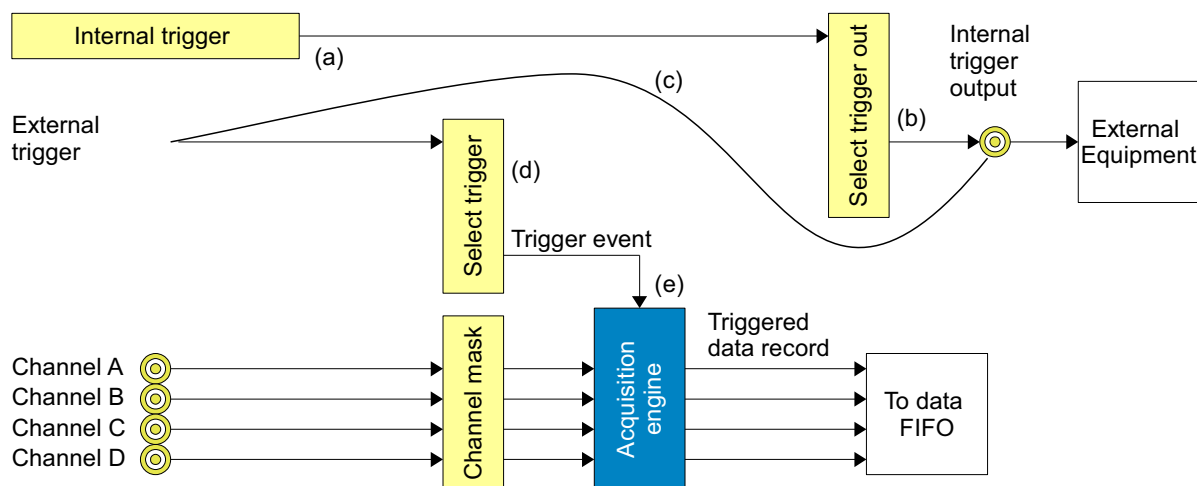 Internal trigger
(a)
Select trigger out
Internal
trigger
output
(c)
(b)
External
trigger
External
Equipment
Select trigger
(d)
Trigger event
(e)
Triggered
data record
Channel A
Channel B
Channel C
Channel D
Channel mask
Acquisition
engine
To data
FIFO